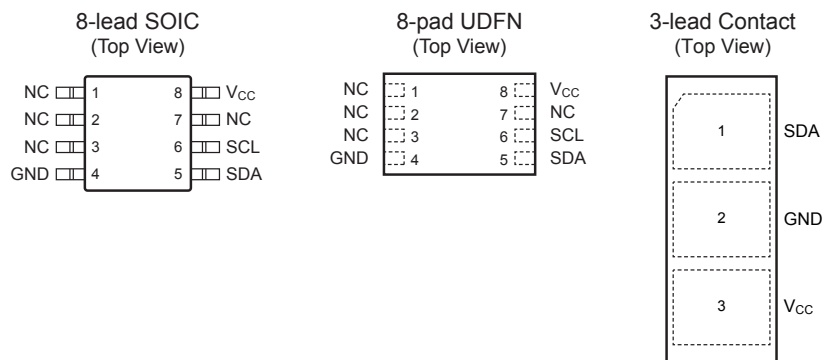 8-lead SOIC
(Top View)
NC 1 8 VCC
NC 2 7 NC
NC 3 6 SCL
GND 4 5 SDA
8-pad UDFN
(Top View)
NC 1 8 VCC
NC 2 7 NC
NC 3 6 SCL
GND 4 5 SDA
3-lead Contact
(Top View)
1 SDA
2 GND
3 VCC